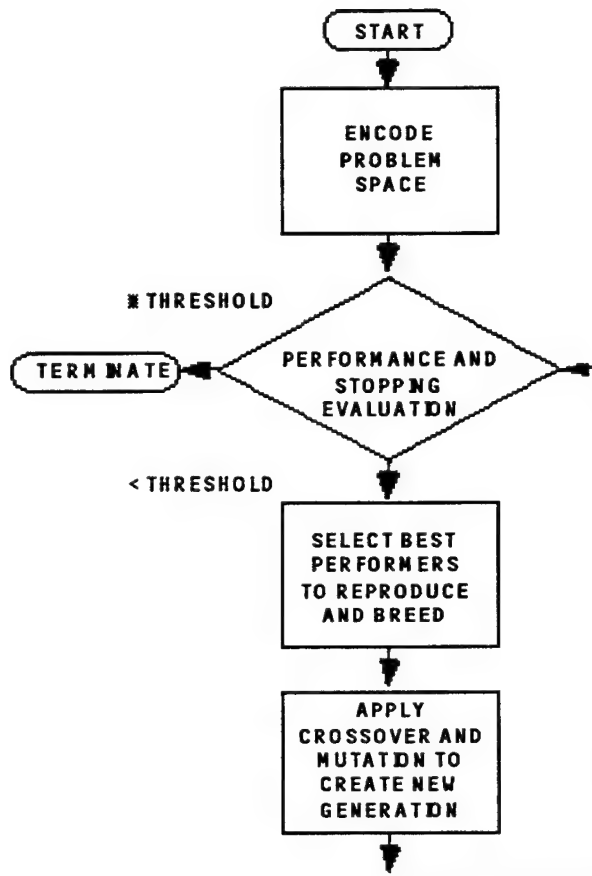 START
ENCODE
PROBLEM
SPACE
THRESHOLD
TERMINATE
PERFORMANCE AND
STOPPING
EVALUATION
< THRESHOLD
SELECT BEST
PERFORMERS
TO REPRODUCE
AND BREED
APPLY
CROSSOVER AND
MUTATION TO
CREATE NEW
GENERATION